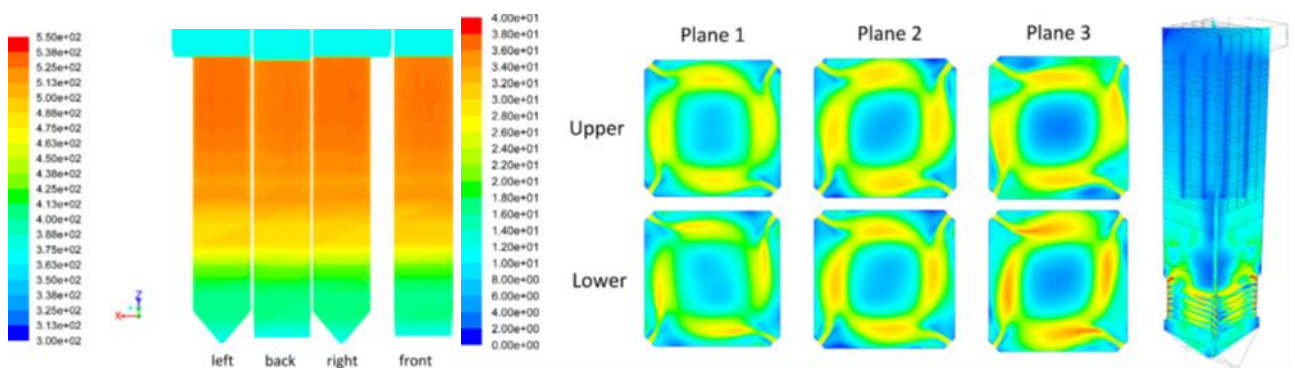 5.50e+02
5.38e+02
5.25e+02
5.13e+02
5.00e+02
4.88e+02
4.75e+02
4.63e+02
4.50e+02
4.38e+02
4.25e+02
4.13e+02
4.00e+02
3.88e+02
3.75e+02
3.63e+02
3.50e+02
3.38e+02
3.25e+02
3.13e+02
3.00e+02
Z
X
left back right front
4.00e+01
3.80e+01
3.60e+01
3.40e+01
3.20e+01
3.00e+01
2.80e+01
2.60e+01
2.40e+01
2.20e+01
2.00e+01
1.80e+01
1.60e+01
1.40e+01
1.20e+01
1.00e+01
8.00e+00
6.00e+00
4.00e+00
2.00e+00
0.00e+00
Plane 1 Plane 2 Plane 3
Upper
Lower